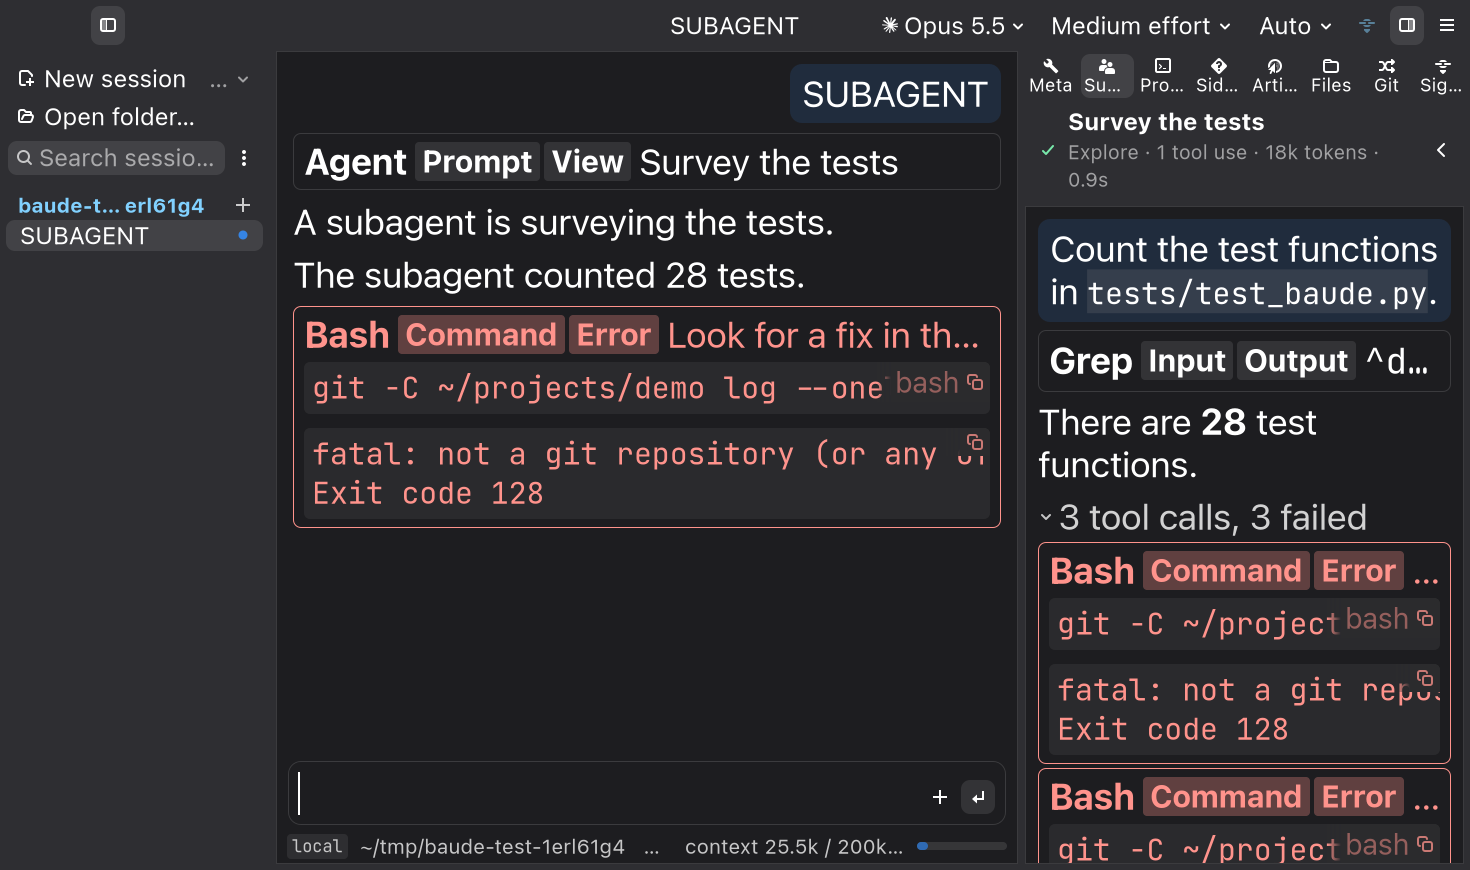 SUBAGENT
Opus 5.5
Medium effort
Auto
New session
...
Open folder...
Search sessio...
baude-t... erl61g4
SUBAGENT
SUBAGENT
Agent Prompt View Survey the tests
A subagent is surveying the tests.
The subagent counted 28 tests.
Bash Command Error Look for a fix in th...
git -C ~/projects/demo log --one
bash
fatal: not a git repository (or any
Exit code 128
local ~/tmp/baude-test-1erl61g4 ... context 25.5k / 200k...
Meta
Su...
Pro...
Sid...
Arti...
Files
Git
Sig...
Survey the tests
Explore · 1 tool use · 18k tokens ·
0.9s
Count the test functions
in tests/test_baude.py.
Grep Input Output ^d...
There are 28 test
functions.
3 tool calls, 3 failed
Bash Command Error ...
git -C ~/project
bash
fatal: not a git repos
Exit code 128
Bash Command Error ...
git -C ~/project
bash